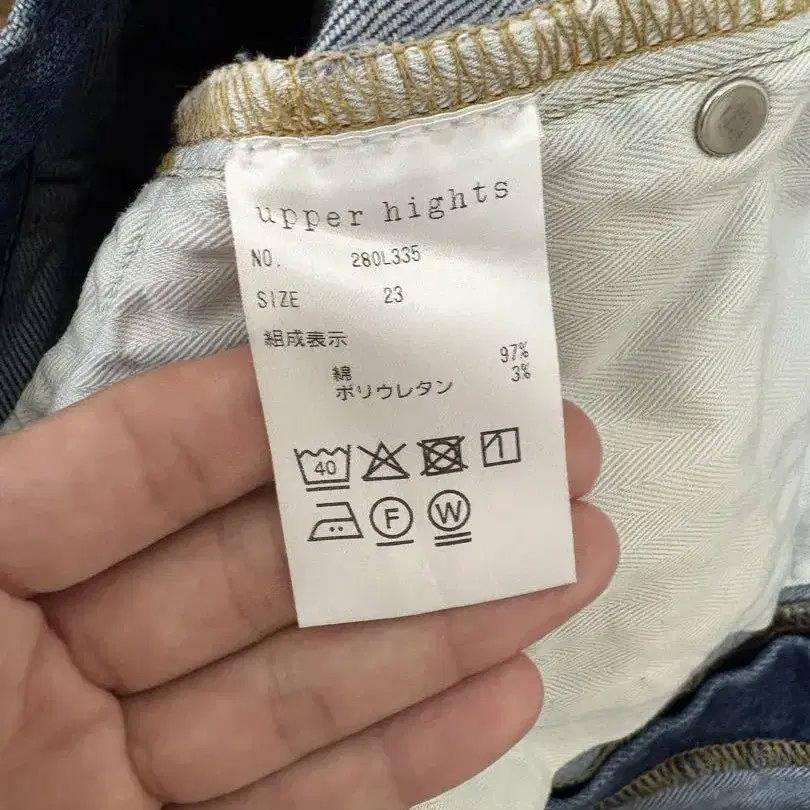 upper hights
NO. 280L335
SIZE 23
組成表示
綿 97%
ポリウレタン 3%
40
F W